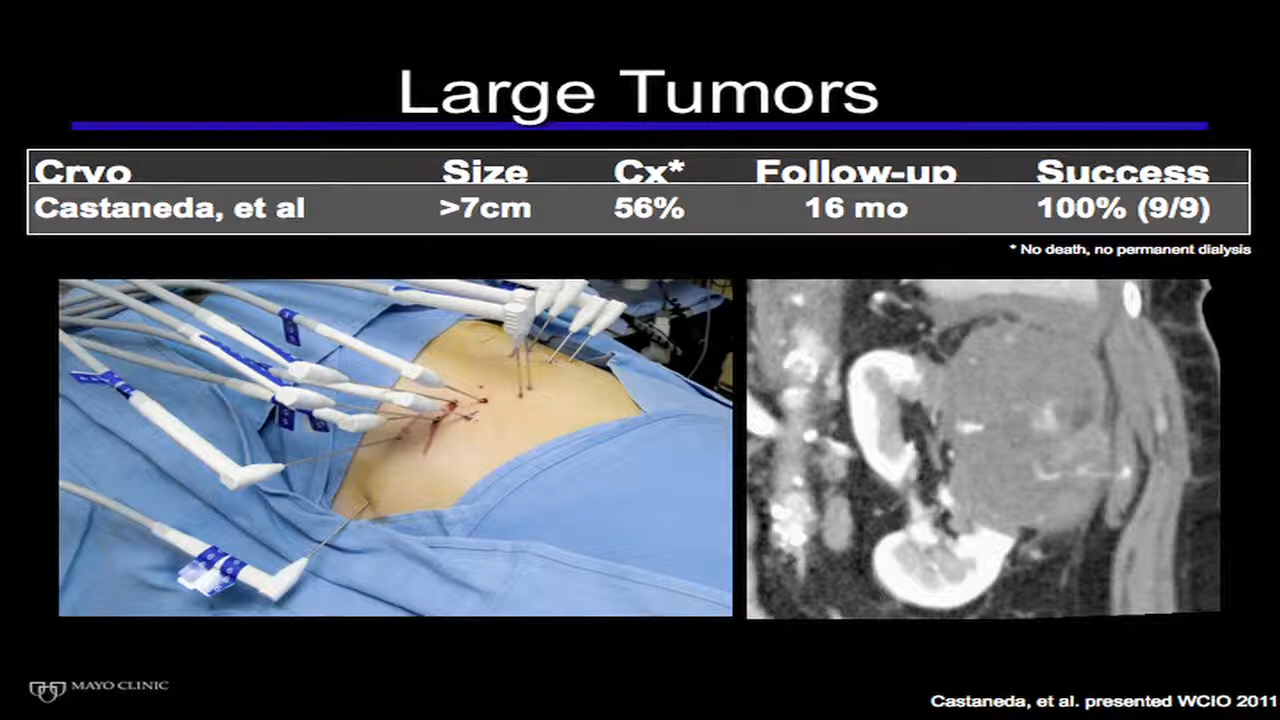 Large Tumors
Cryo Size Cx* Follow-up Success
Castaneda, et al >7cm 56% 16 mo 100% (9/9)
* No death, no permanent dialysis
MAYO CLINIC
Castaneda, et al. presented WCIO 2011